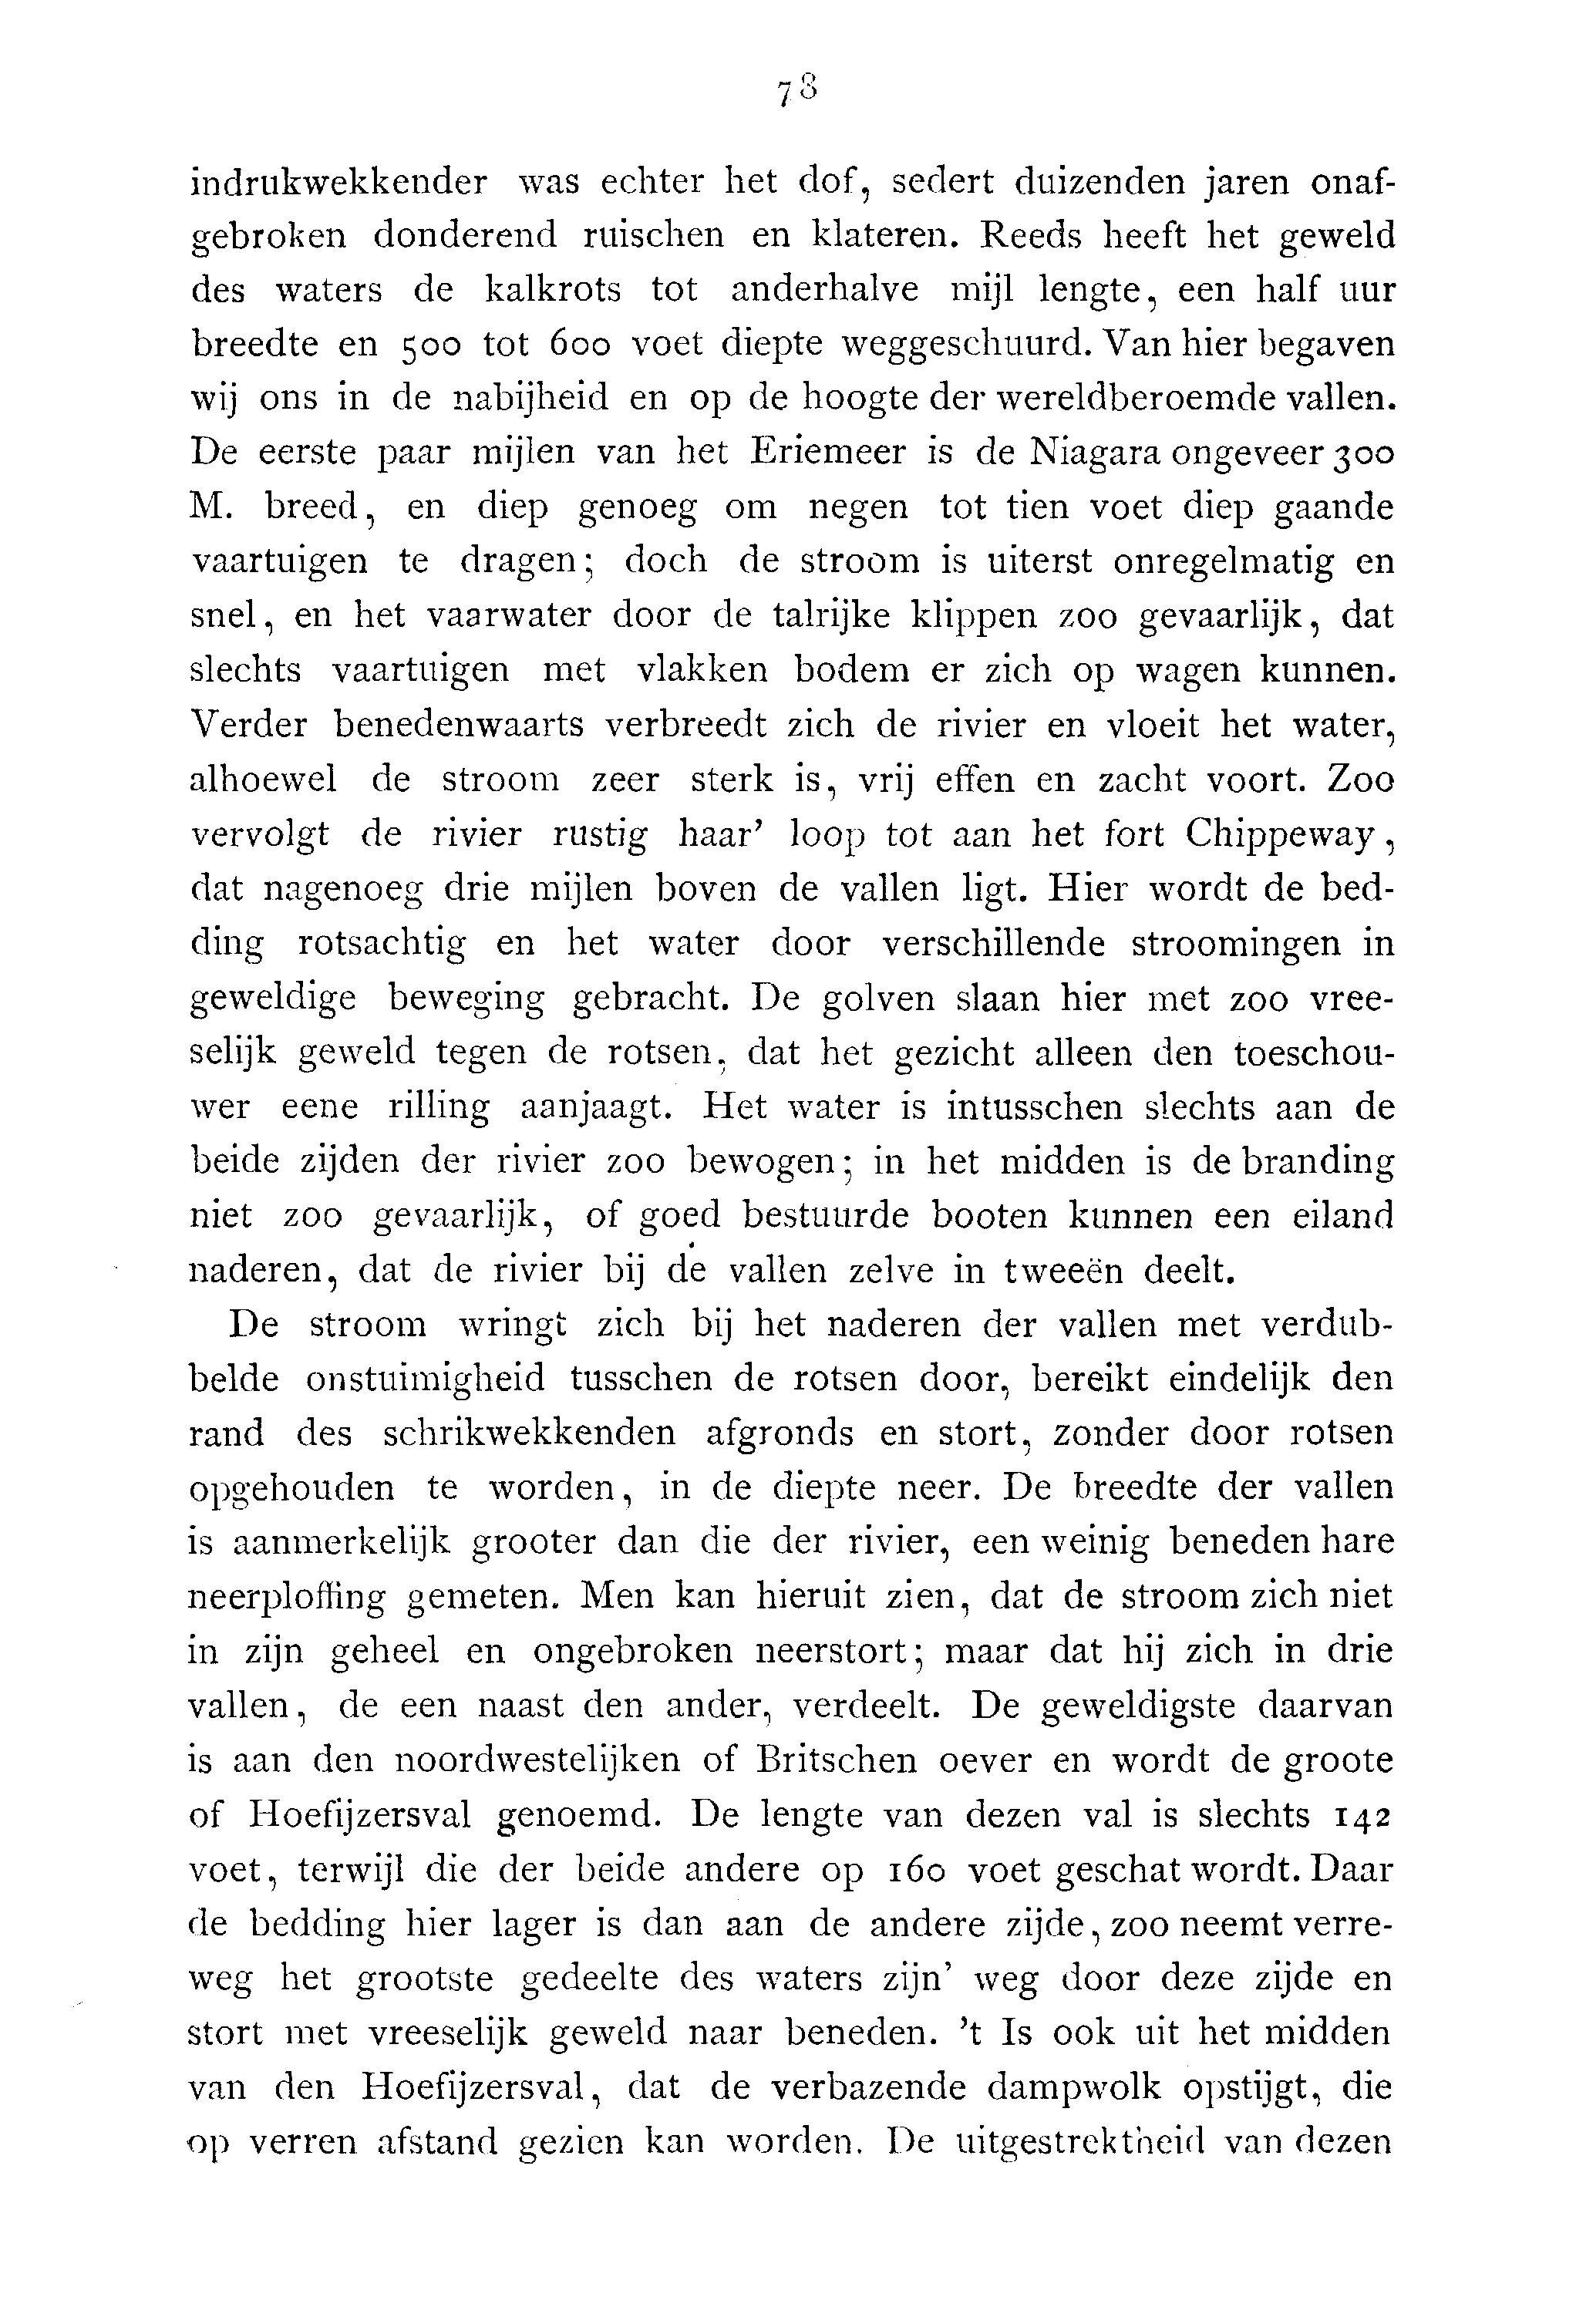 78
indrukwekkender was echter het dof, sedert duizenden jaren onaf-
gebroken donderend ruischen en klateren. Reeds heeft het geweld
des waters de kalkrots tot anderhalve mijl lengte, een half uur
breedte en 500 tot 600 voet diepte weggeschuurd. Van hier begaven
wij ons in de nabijheid en op de hoogte der wereldberoemde vallen.
De eerste paar mijlen van het Eriemeer is de Niagara ongeveer 300
M. breed, en diep genoeg om negen tot tien voet diep gaande
vaartuigen te dragen; doch de stroom is uiterst onregelmatig en
snel, en het vaarwater door de talrijke klippen zoo gevaarlijk, dat
slechts vaartuigen met vlakken bodem er zich op wagen kunnen.
Verder benedenwaarts verbreedt zich de rivier en vloeit het water,
alhoewel de stroom zeer sterk is, vrij effen en zacht voort. Zoo
vervolgt de rivier rustig haar' loop tot aan het fort Chippeway,
dat nagenoeg drie mijlen boven de vallen ligt. Hier wordt de bed-
ding rotsachtig en het water door verschillende stroomingen in
geweldige beweging gebracht. De golven slaan hier met zoo vree-
selijk geweld tegen de rotsen, dat het gezicht alleen den toeschou-
wer eene rilling aanjaagt. Het water is intusschen slechts aan de
beide zijden der rivier zoo bewogen; in het midden is de branding
niet zoo gevaarlijk, of goed bestuurde booten kunnen een eiland
naderen, dat de rivier bij de vallen zelve in tweeën deelt.
De stroom wringt zich bij het naderen der vallen met verdub-
belde onstuimigheid tusschen de rotsen door, bereikt eindelijk den
rand des schrikwekkenden afgronds en stort, zonder door rotsen
opgehouden te worden, in de diepte neer. De breedte der vallen
is aanmerkelijk grooter dan die der rivier, een weinig beneden hare
neerploffing gemeten. Men kan hieruit zien, dat de stroom zich niet
in zijn geheel en ongebroken neerstort; maar dat hij zich in drie
vallen, de een naast den ander, verdeelt. De geweldigste daarvan
is aan den noordwestelijken of Britschen oever en wordt de groote
of Hoefijzersval genoemd. De lengte van dezen val is slechts 142
voet, terwijl die der beide andere op 160 voet geschat wordt. Daar
de bedding hier lager is dan aan de andere zijde, zoo neemt verre-
weg het grootste gedeelte des waters zijn' weg door deze zijde en
stort met vreeselijk geweld naar beneden. 't Is ook uit het midden
van den Hoefijzersval, dat de verbazende dampwolk opstijgt, die
op verren afstand gezien kan worden. De uitgestrektheid van dezen